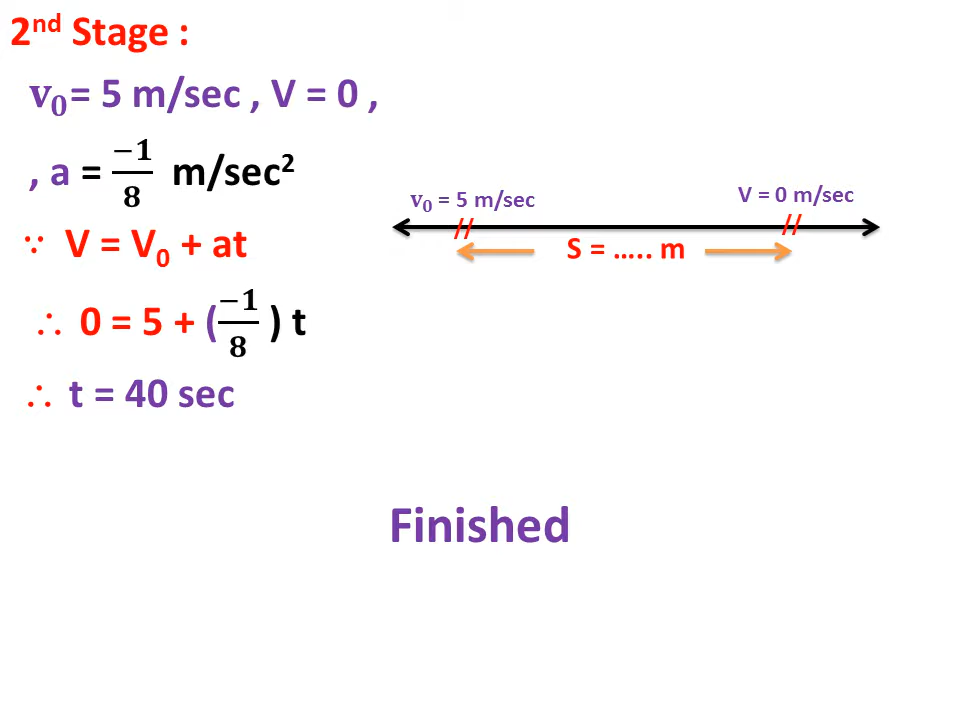 2nd Stage :
v0 = 5 m/sec , V = 0 ,
, a = −1/8 m/sec2
v0 = 5 m/sec
V = 0 m/sec
// //
S = ..... m
∵ V = V0 + at
∴ 0 = 5 + (−1/8) t
∴ t = 40 sec
Finished